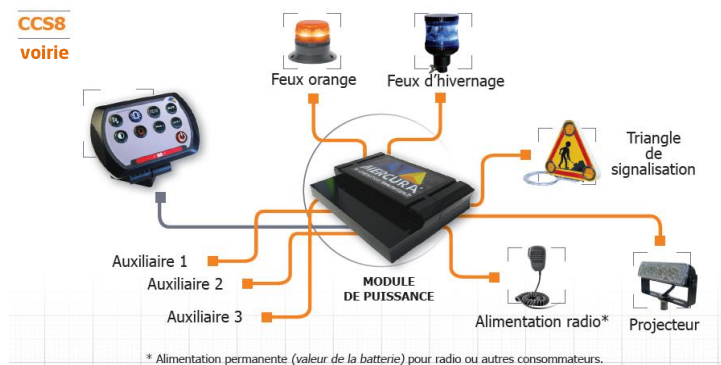 CCS8
voirie
Feux orange
Feux d'hivernage
Triangle
de
signalisation
MERCURA
Auxiliaire 1
Auxiliaire 2
Auxiliaire 3
MODULE
DE PUISSANCE
Alimentation radio*
Projecteur
* Alimentation permanente (valeur de la batterie) pour radio ou autres consommateurs.